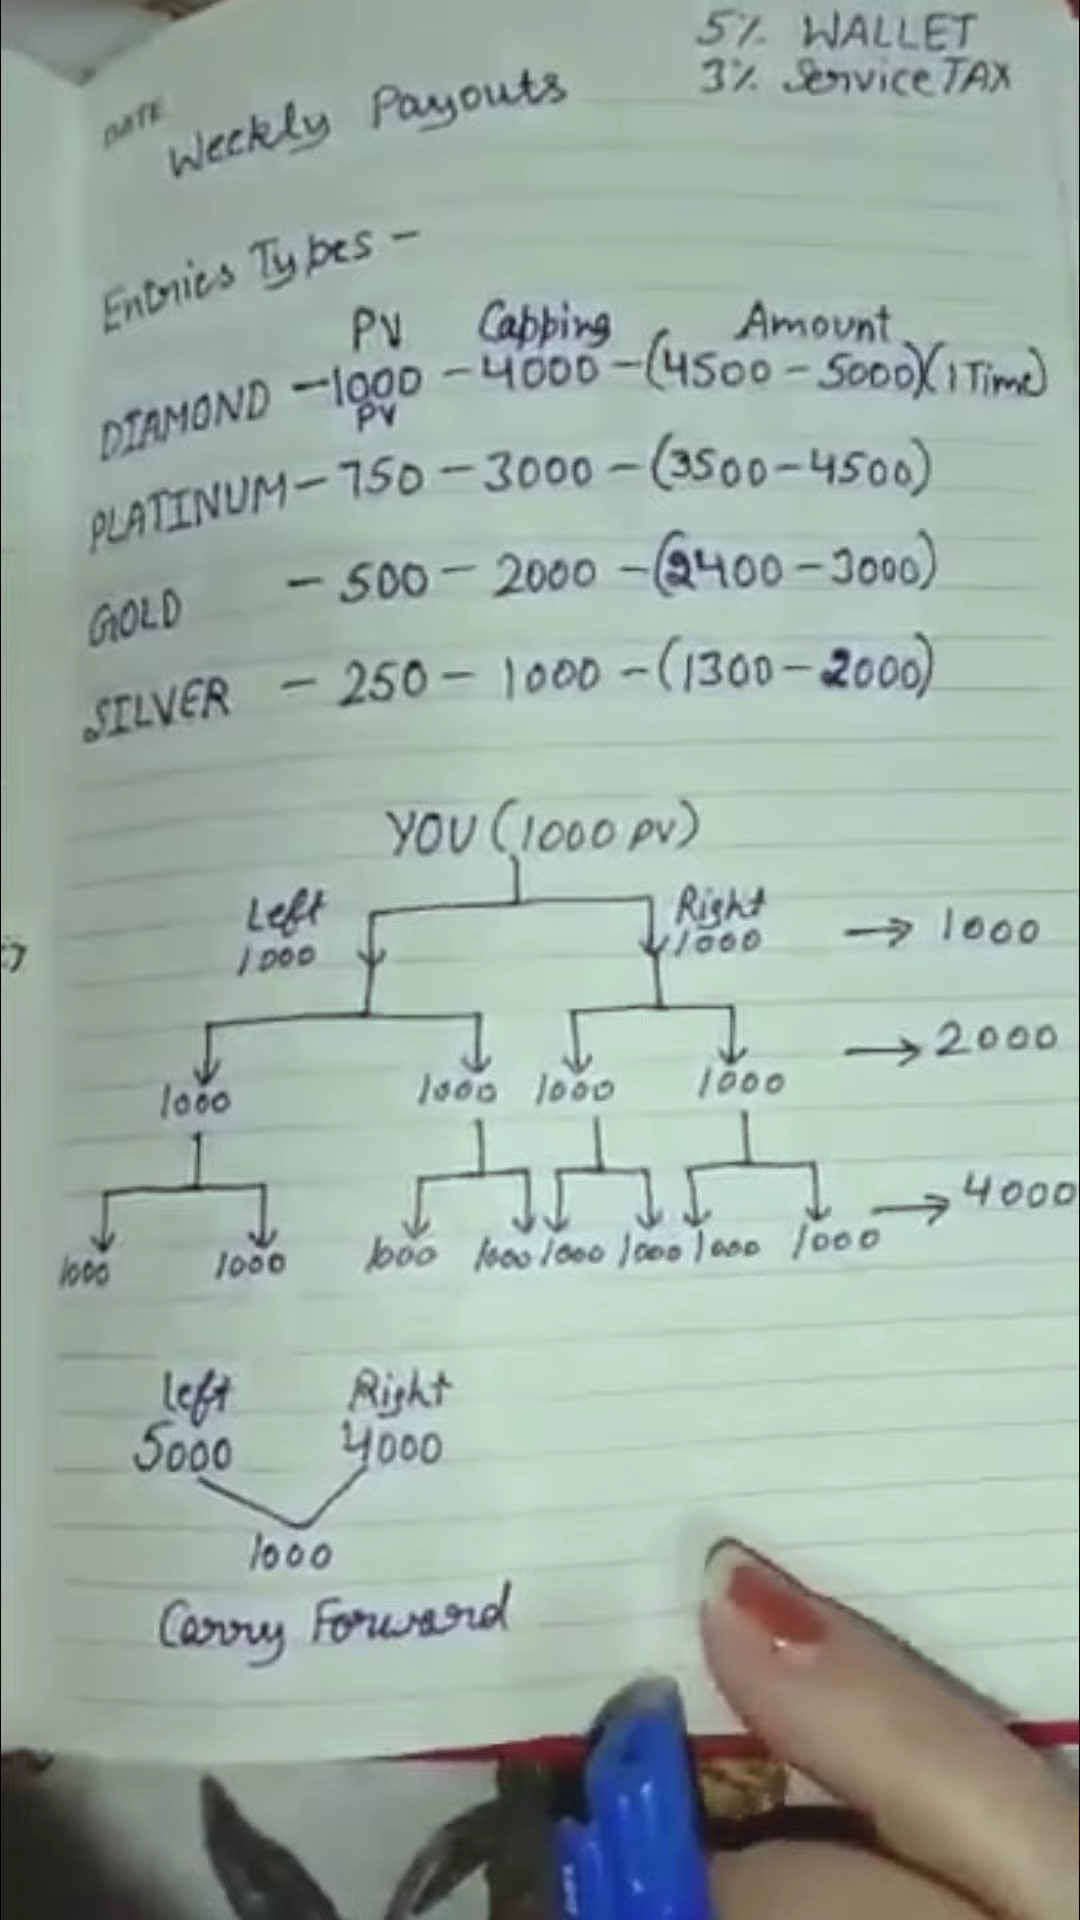 5% WALLET
3% Service TAX
DATE
Weekly Payouts
Entries Types -
PV Capping Amount
DIAMOND - 1000 PV - 4000 - (4500 - 5000)(1 Time)
PLATINUM - 750 - 3000 - (3500 - 4500)
GOLD - 500 - 2000 - (2400 - 3000)
SILVER - 250 - 1000 - (1300 - 2000)
YOU (1000 PV)
Left Right
1000 1000 → 1000
→ 2000
1000 1000 1000 1000
→ 4000
1000 1000 1000 1000 1000 1000 1000 1000
Left Right
5000 4000
1000
Carry Forward